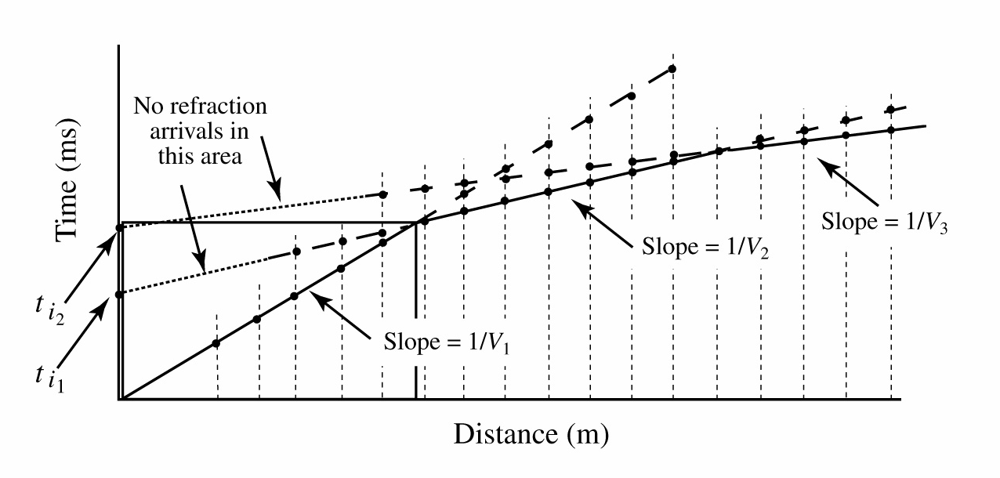 No refraction
arrivals in
this area
Time (ms)
t i2
t i1
Slope = 1/V1
Slope = 1/V2
Slope = 1/V3
Distance (m)